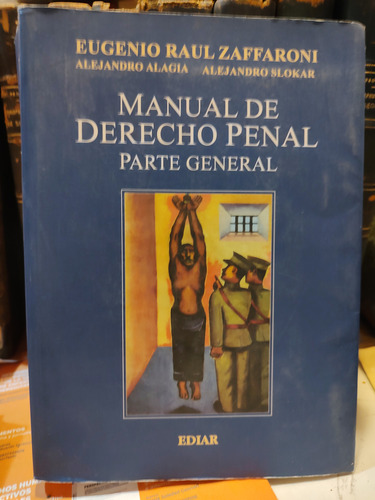 EUGENIO RAUL ZAFFARONI
ALEJANDRO ALAGIA ALEJANDRO SLOKAR
MANUAL DE
DERECHO PENAL
PARTE GENERAL
EDIAR